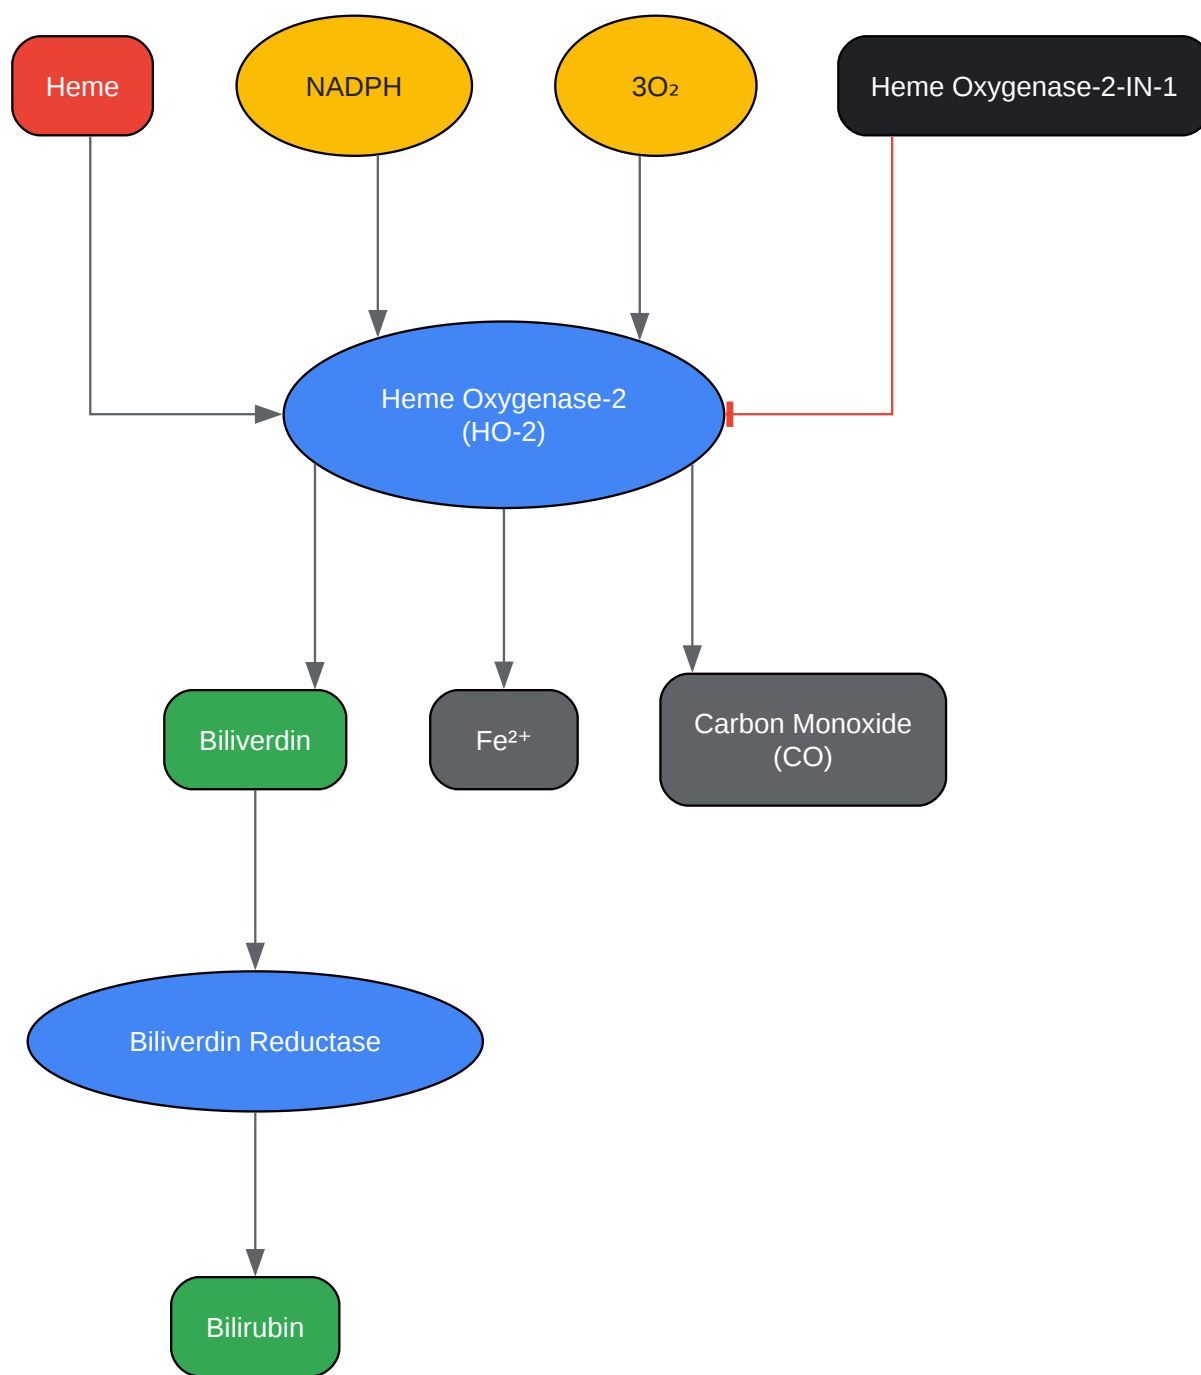 Heme
NADPH
3O₂
Heme Oxygenase-2-IN-1
Heme Oxygenase-2
(HO-2)
Biliverdin
Fe²⁺
Carbon Monoxide
(CO)
Biliverdin Reductase
Bilirubin